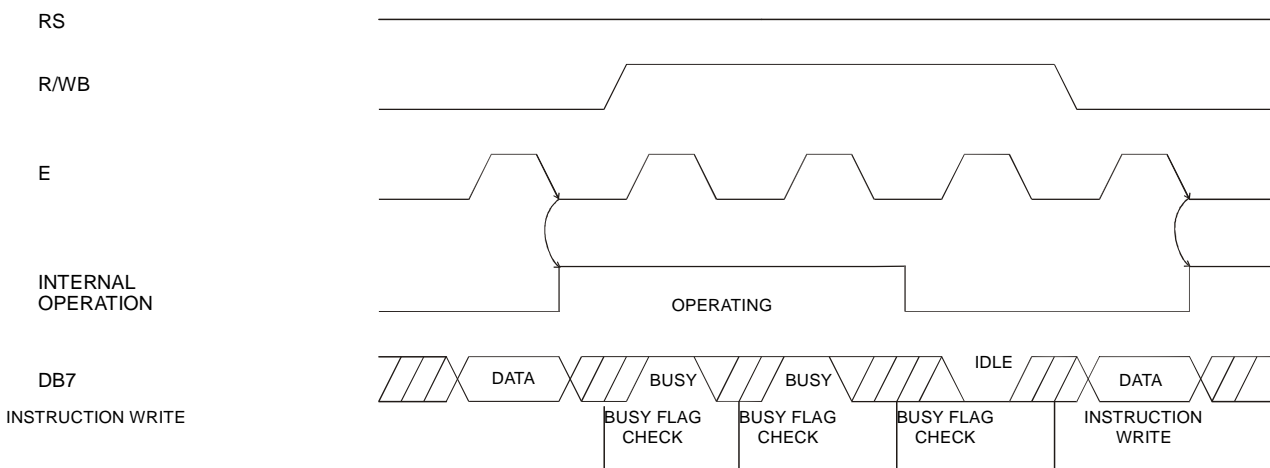 RS
R/WB
E
INTERNAL
OPERATION
OPERATING
DB7
DATA
BUSY
BUSY
IDLE
DATA
INSTRUCTION WRITE
BUSY FLAG
CHECK
BUSY FLAG
CHECK
BUSY FLAG
CHECK
INSTRUCTION
WRITE